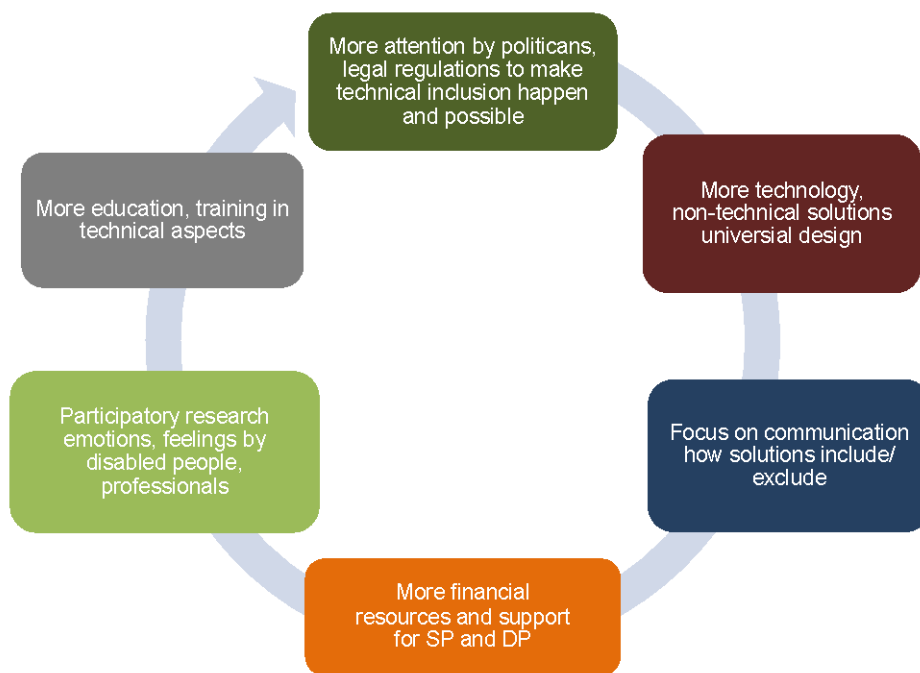 More attention by politicans,
legal regulations to make
technical inclusion happen
and possible
More technology,
non-technical solutions
universial design
Focus on communication
how solutions include/
exclude
More financial
resources and support
for SP and DP
Participatory research
emotions, feelings by
disabled people,
professionals
More education, training in
technical aspects